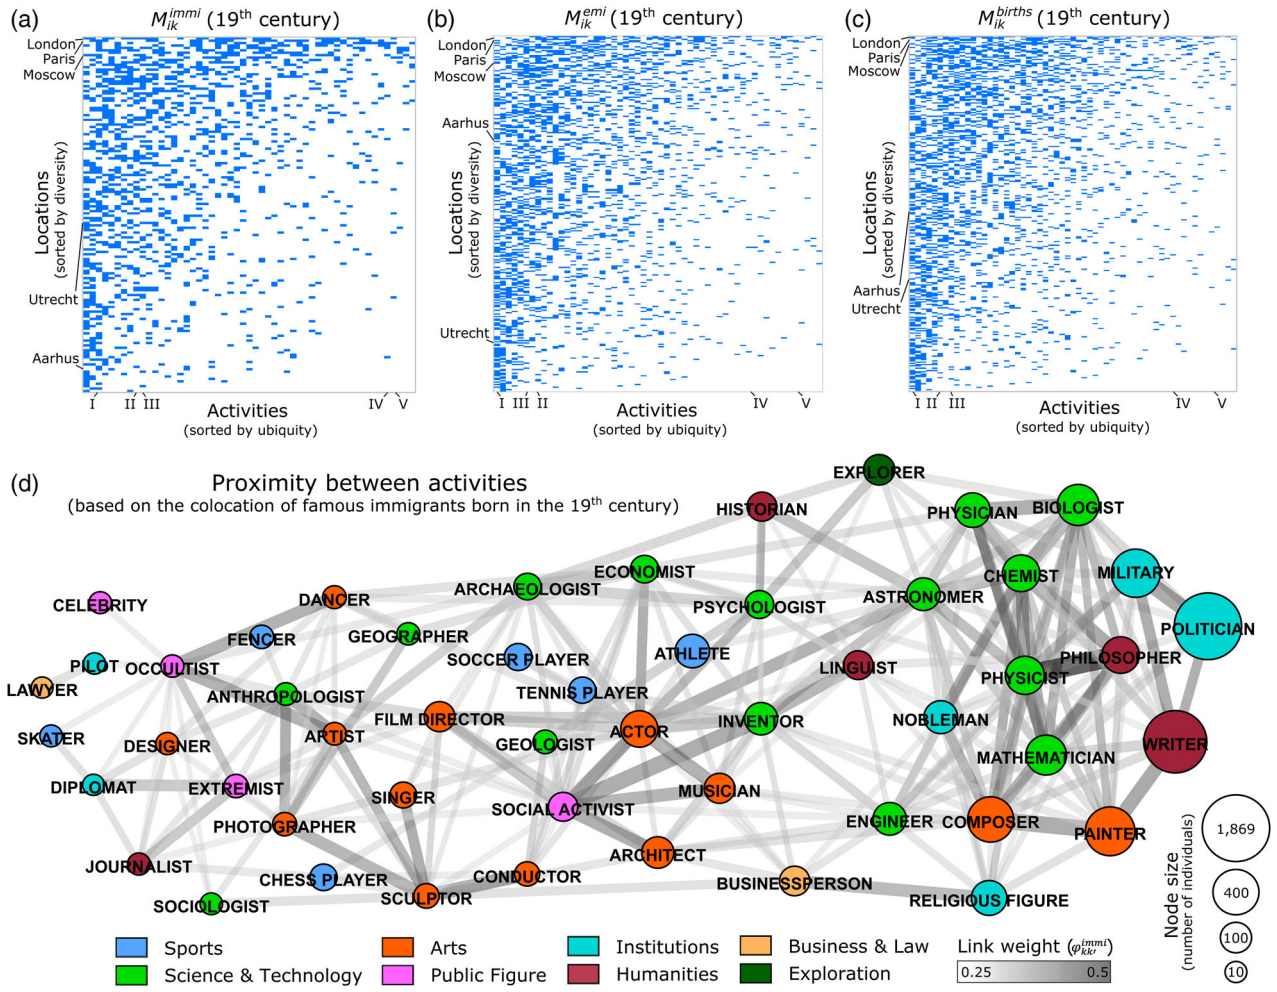 (a) M_ik^immi (19th century)
London
Paris
Moscow
Utrecht
Aarhus
Locations
(sorted by diversity)
I II III IV V
Activities
(sorted by ubiquity)
(b) M_ik^emi (19th century)
London
Paris
Moscow
Aarhus
Utrecht
Locations
(sorted by diversity)
I III II IV V
Activities
(sorted by ubiquity)
(c) M_ik^births (19th century)
London
Paris
Moscow
Aarhus
Utrecht
Locations
(sorted by diversity)
I II III IV V
Activities
(sorted by ubiquity)
(d) Proximity between activities
(based on the colocation of famous immigrants born in the 19th century)
EXPLORER
HISTORIAN
PHYSICIAN
BIOLOGIST
ECONOMIST
CHEMIST
MILITARY
ARCHAEOLOGIST
CELEBRITY
DANCER
PSYCHOLOGIST
ASTRONOMER
POLITICIAN
FENCER
GEOGRAPHER
SOCCER PLAYER
ATHLETE
LINGUIST
PHILOSOPHER
PILOT
OCCULTIST
PHYSICIST
LAWYER
ANTHROPOLOGIST
TENNIS PLAYER
FILM DIRECTOR
ACTOR
INVENTOR
NOBLEMAN
SKATER
DESIGNER
ARTIST
GEOLOGIST
WRITER
MATHEMATICIAN
DIPLOMAT
EXTREMIST
SINGER
MUSICIAN
SOCIAL ACTIVIST
PHOTOGRAPHER
ENGINEER
COMPOSER
PAINTER
JOURNALIST
ARCHITECT
CHESS PLAYER
CONDUCTOR
BUSINESSPERSON
SOCIOLOGIST
SCULPTOR
RELIGIOUS FIGURE
Node size
(number of individuals)
1,869
400
100
10
Sports
Arts
Institutions
Business & Law
Science & Technology
Public Figure
Humanities
Exploration
Link weight (φ_kk′^immi)
0.25 0.5